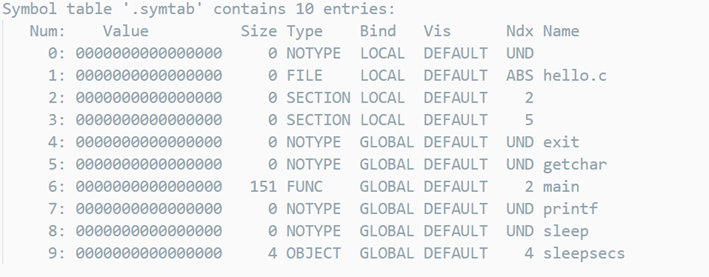 Symbol table '.symtab' contains 10 entries:
   Num:    Value          Size Type    Bind   Vis      Ndx Name
     0: 0000000000000000     0 NOTYPE  LOCAL  DEFAULT  UND
     1: 0000000000000000     0 FILE    LOCAL  DEFAULT  ABS hello.c
     2: 0000000000000000     0 SECTION LOCAL  DEFAULT    2
     3: 0000000000000000     0 SECTION LOCAL  DEFAULT    5
     4: 0000000000000000     0 NOTYPE  GLOBAL DEFAULT  UND exit
     5: 0000000000000000     0 NOTYPE  GLOBAL DEFAULT  UND getchar
     6: 0000000000000000   151 FUNC    GLOBAL DEFAULT    2 main
     7: 0000000000000000     0 NOTYPE  GLOBAL DEFAULT  UND printf
     8: 0000000000000000     0 NOTYPE  GLOBAL DEFAULT  UND sleep
     9: 0000000000000000     4 OBJECT  GLOBAL DEFAULT    4 sleepsecs